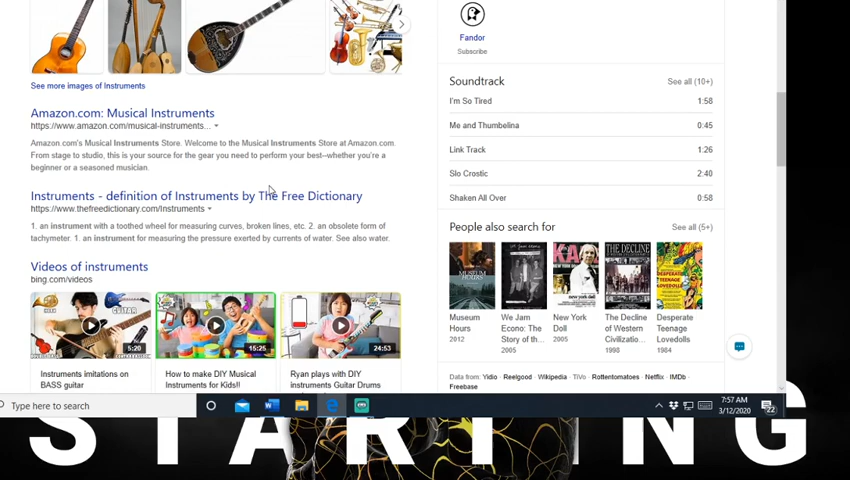 See more images of Instruments
Amazon.com: Musical Instruments
https://www.amazon.com/musical-instruments...
Amazon.com's Musical Instruments Store. Welcome to the Musical Instruments Store at Amazon.com.
From stage to studio, this is your source for the gear you need to perform your best--whether you're a
beginner or a seasoned musician.
Instruments - definition of Instruments by The Free Dictionary
https://www.thefreedictionary.com/Instruments
1. an instrument with a toothed wheel for measuring curves, broken lines, etc. 2. an obsolete form of
tachymeter. 1. an instrument for measuring the pressure exerted by currents of water. See also water.
Videos of instruments
bing.com/videos
GUITAR
5:20
15:25
24:53
Instruments imitations on
BASS guitar
How to make DIY Musical
Instruments for Kids!!
Ryan plays with DIY
instruments Guitar Drums
Fandor
Subscribe
Soundtrack
See all (10+)
I'm So Tired
1:58
Me and Thumbelina
0:45
Link Track
1:26
Slo Crostic
2:40
Shaken All Over
0:58
People also search for
See all (5+)
MUSEUM
HOURS
THE DECLINE
DESPERATE
TEENAGE
LOVEDOLLS
Museum
Hours
2012
We Jam
Econo: The
Story of th...
2005
New York
Doll
2005
The Decline
of Western
Civilizatio...
1998
Desperate
Teenage
Lovedolls
1984
Data from: Yidio · Reelgood · Wikipedia · TiVo · Rottentomatoes · Netflix · IMDb ·
Freebase
Type here to search
7:57 AM
3/12/2020
22
STARTING